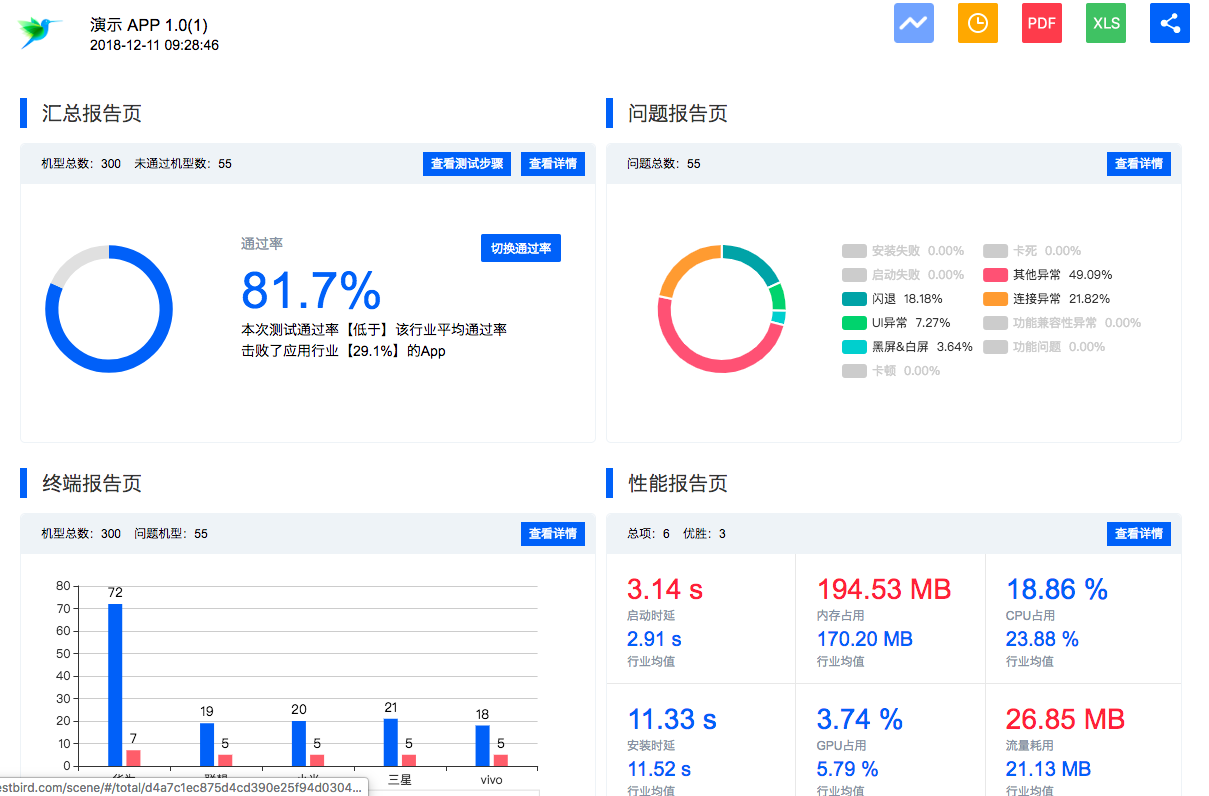 演示 APP 1.0(1)
2018-12-11 09:28:46
PDF
XLS
汇总报告页
机型总数：300 未通过机型数：55
查看测试步骤
查看详情
通过率
切换通过率
81.7%
本次测试通过率【低于】该行业平均通过率
击败了应用行业【29.1%】的App
问题报告页
问题总数：55
查看详情
安装失败 0.00%
启动失败 0.00%
闪退 18.18%
UI异常 7.27%
黑屏&白屏 3.64%
卡顿 0.00%
卡死 0.00%
其他异常 49.09%
连接异常 21.82%
功能兼容性异常 0.00%
功能问题 0.00%
终端报告页
机型总数：300 问题机型：55
查看详情
80
70
60
50
40
30
20
10
0
72
7
19
5
20
5
21
5
18
5
三星
vivo
estbird.com/scene/#/total/d4a7c1ec875d4cd390e25f94d0304...
性能报告页
总项：6 优胜：3
查看详情
3.14 s
启动时延
2.91 s
行业均值
194.53 MB
内存占用
170.20 MB
行业均值
18.86 %
CPU占用
23.88 %
行业均值
11.33 s
安装时延
11.52 s
行业均值
3.74 %
GPU占用
5.79 %
行业均值
26.85 MB
流量耗用
21.13 MB
行业均值